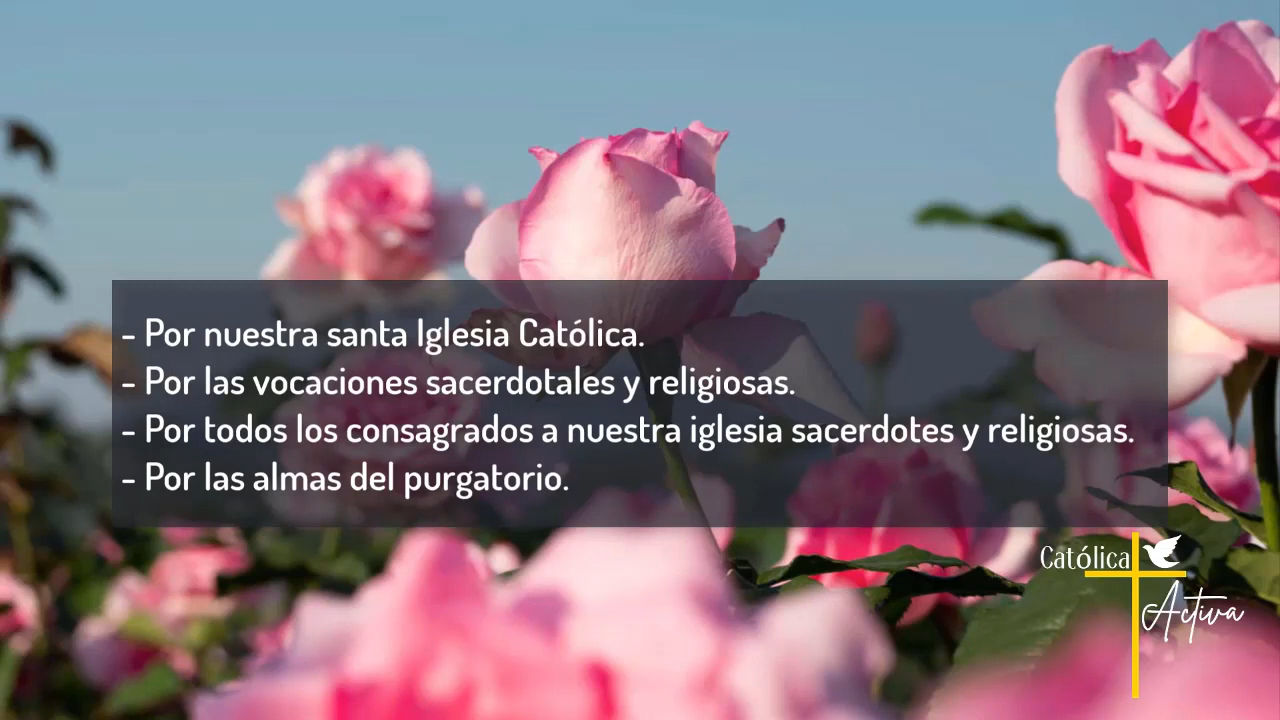 - Por nuestra santa Iglesia Católica.
- Por las vocaciones sacerdotales y religiosas.
- Por todos los consagrados a nuestra iglesia sacerdotes y religiosas.
- Por las almas del purgatorio.
Católica
Activa